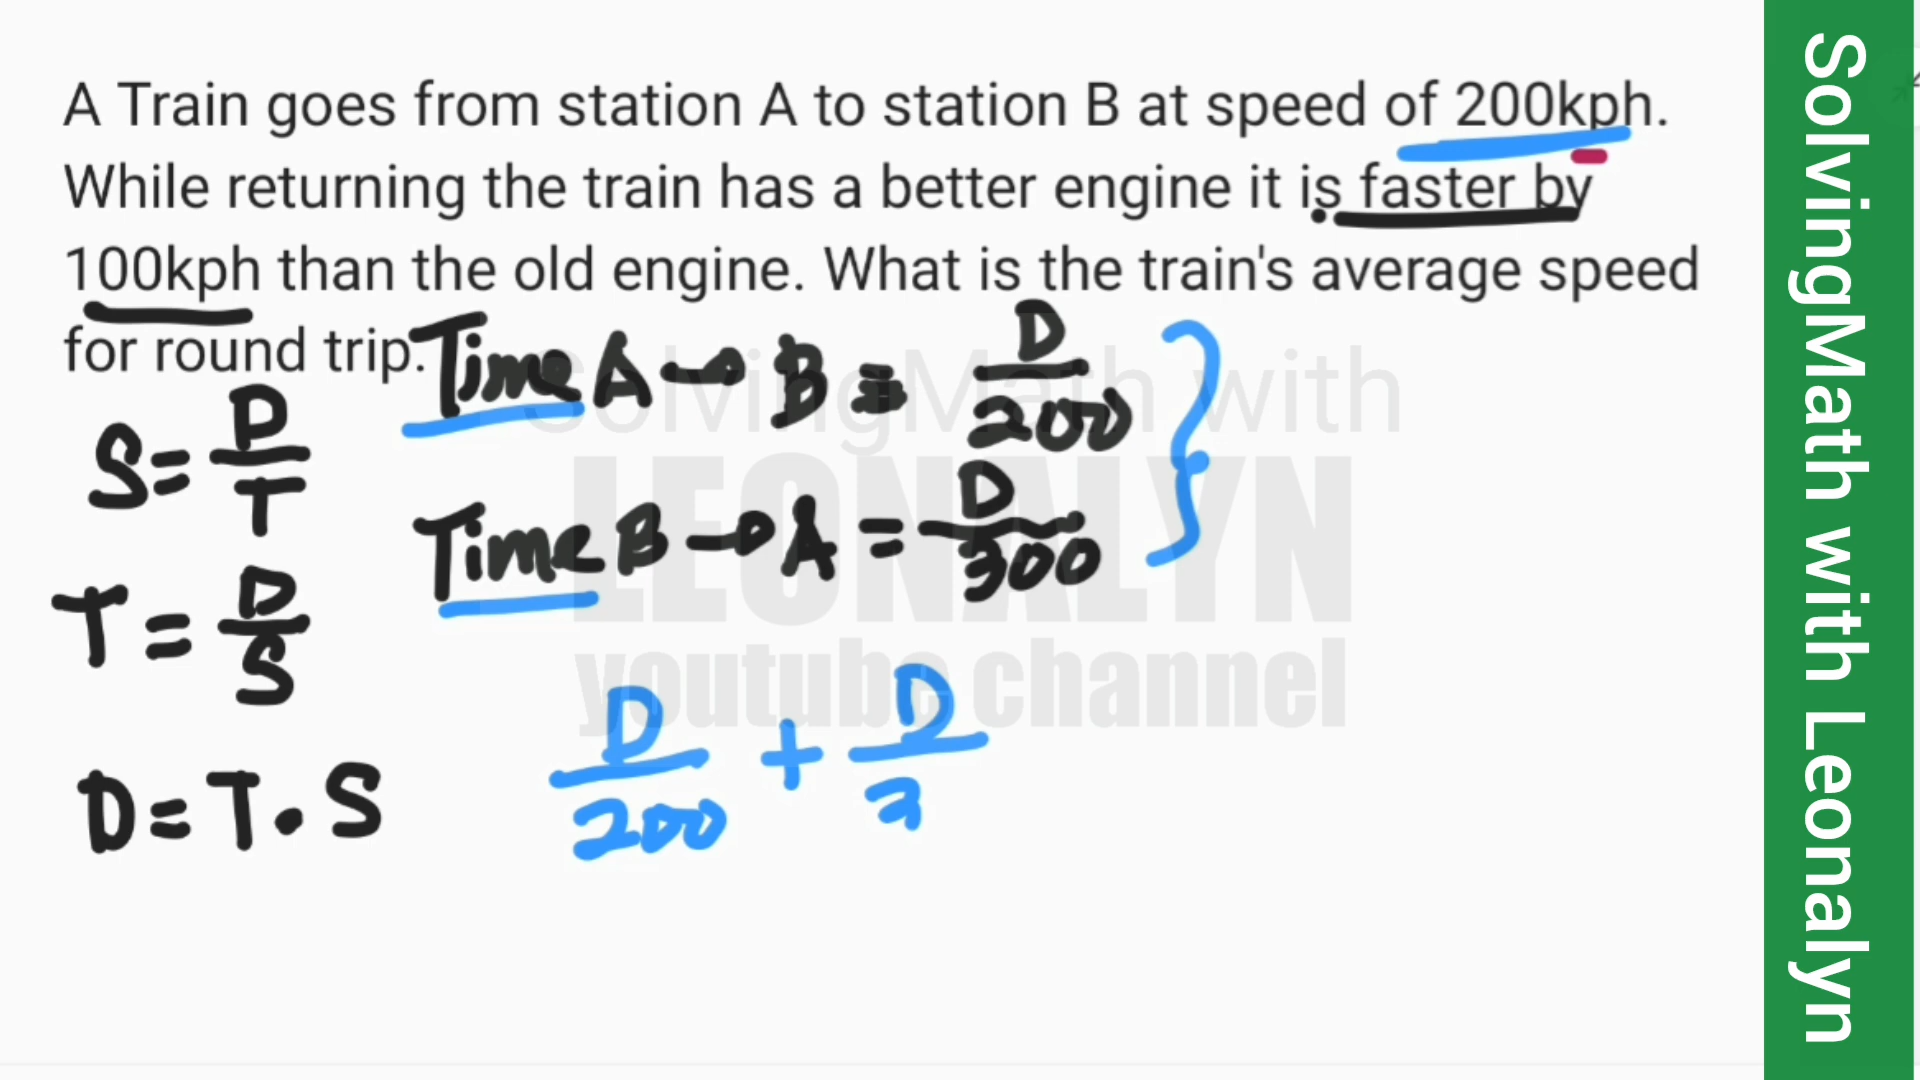 A Train goes from station A to station B at speed of 200kph.
While returning the train has a better engine it is faster by
100kph than the old engine. What is the train's average speed
for round trip.
Time A → B = D/200
S = D/T
Time B → A = D/300
T = D/S
D/200 + D/3
D = T · S
SolvingMath with
LEONALYN
youtube channel
SolvingMath with Leonalyn